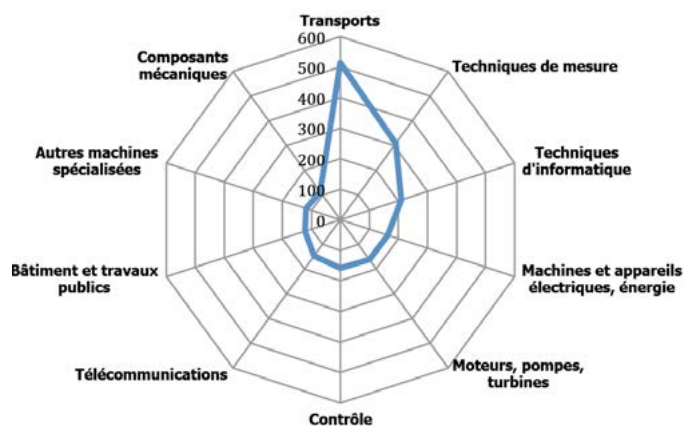 Transports
600
500
400
300
200
100
0
Techniques de mesure
Techniques
d'informatique
Machines et appareils
électriques, énergie
Moteurs, pompes,
turbines
Contrôle
Télécommunications
Bâtiment et travaux
publics
Autres machines
spécialisées
Composants
mécaniques